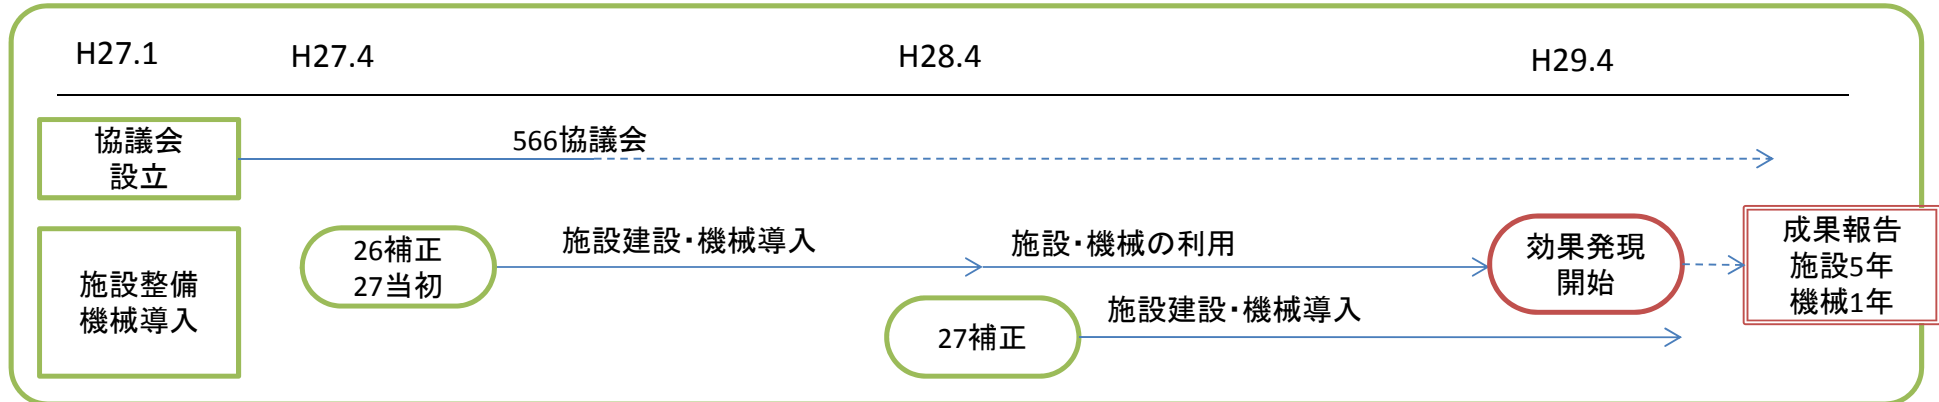 H27.1
H27.4
H28.4
H29.4
協議会
設立
566協議会
施設整備
機械導入
26補正
27当初
施設建設・機械導入
施設・機械の利用
効果発現
開始
成果報告
施設5年
機械1年
27補正
施設建設・機械導入